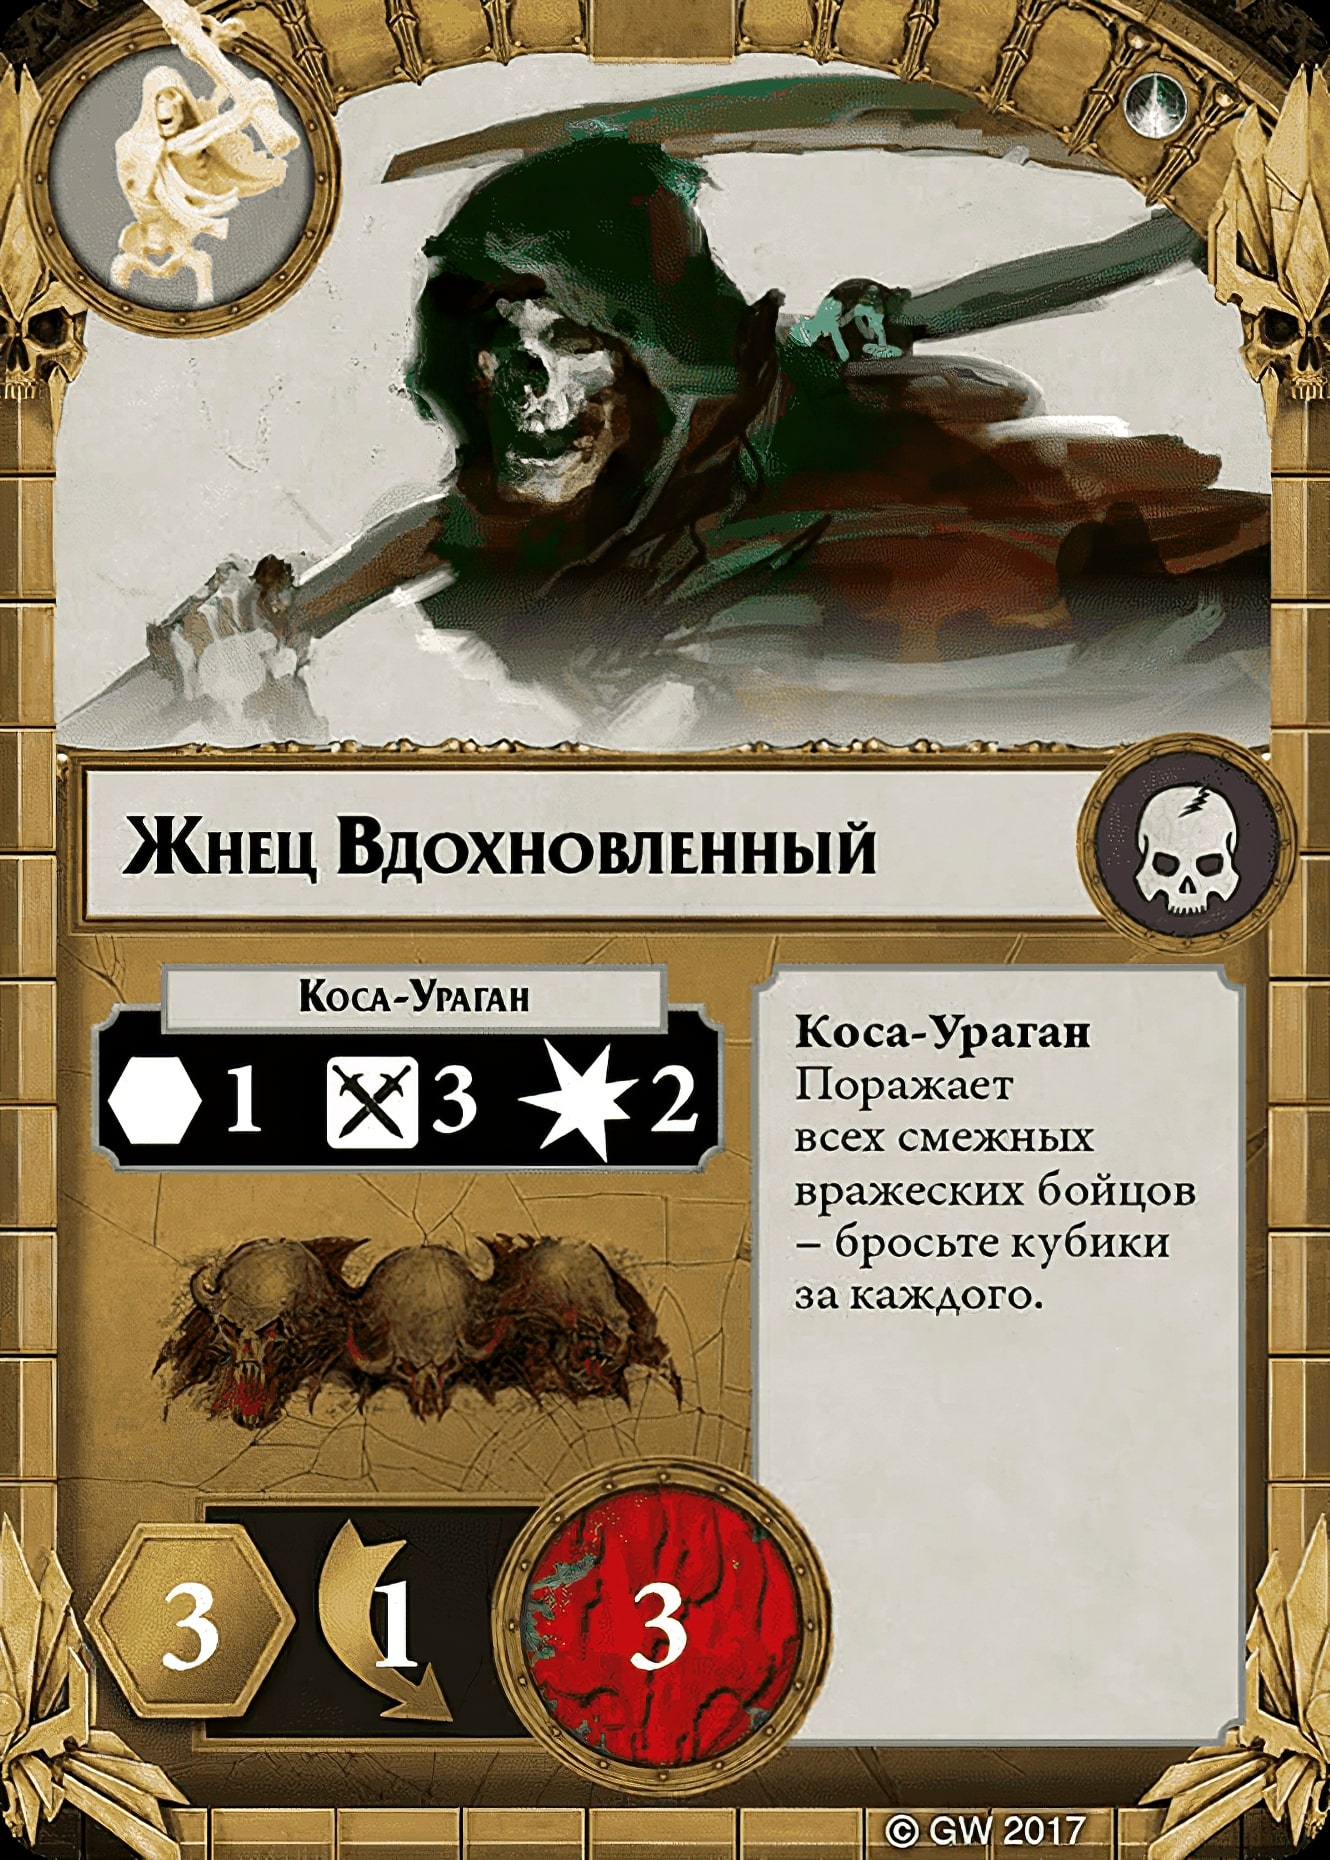 Жнец Вдохновленный
Коса-Ураган
1 3 2
Коса-Ураган
Поражает
всех смежных
вражеских бойцов
– бросьте кубики
за каждого.
3 1 3
© GW 2017